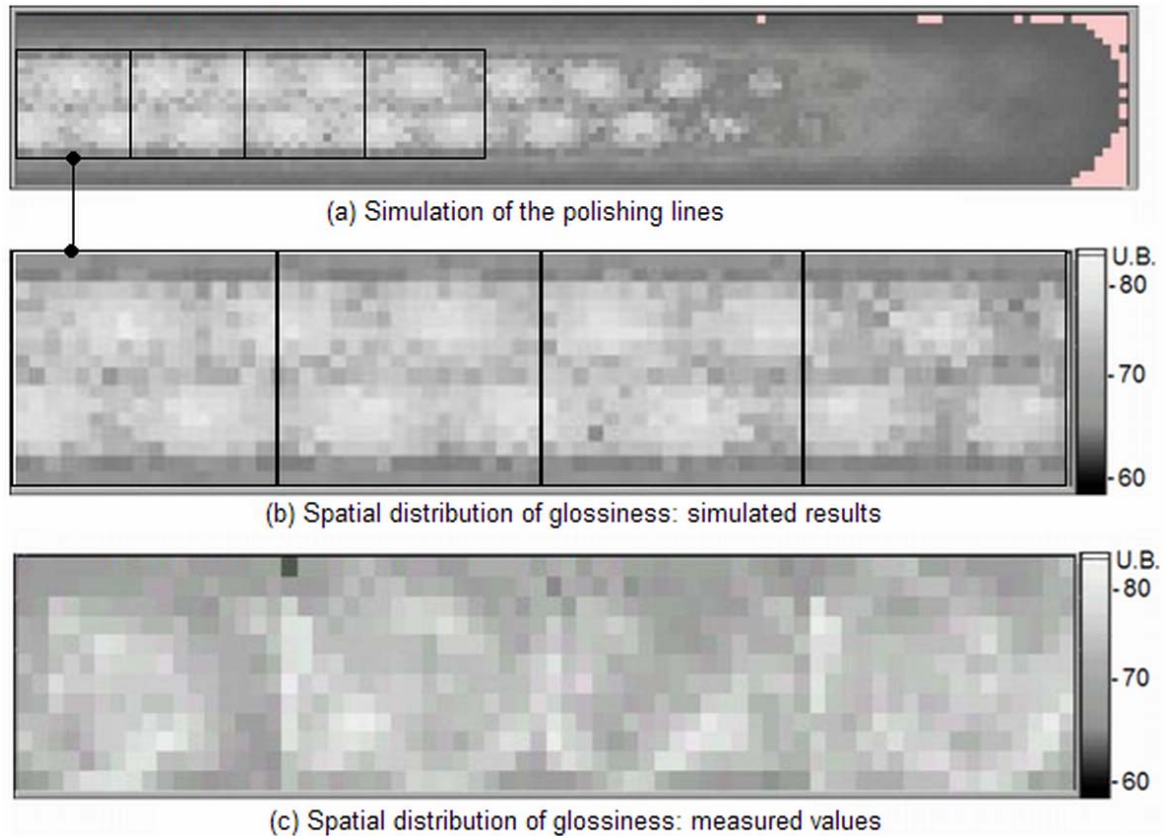 (a) Simulation of the polishing lines
U.B.
80
70
60
(b) Spatial distribution of glossiness: simulated results
U.B.
80
70
60
(c) Spatial distribution of glossiness: measured values